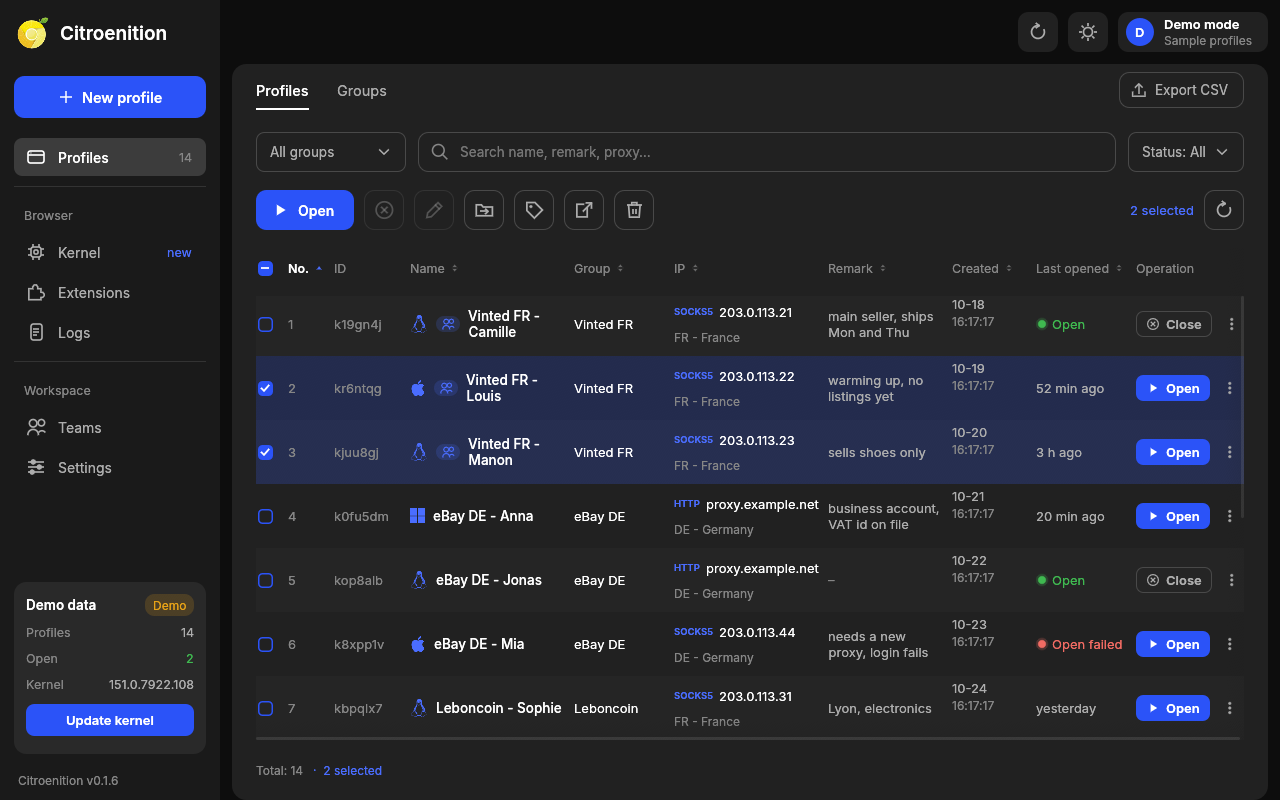 Citroenition
Demo mode
D
Sample profiles
New profile
Profiles 14
Browser
Kernel new
Extensions
Logs
Workspace
Teams
Settings
Demo data Demo
Profiles 14
Open 2
Kernel 151.0.7922.108
Update kernel
Citroenition v0.1.6
Profiles Groups
Export CSV
All groups
Search name, remark, proxy...
Status: All
Open
2 selected
No. ID Name Group IP Remark Created Last opened Operation
1 k19gn4j Vinted FR -
Camille
Vinted FR
SOCKS5 203.0.113.21
FR - France
main seller, ships
Mon and Thu
10-18
16:17:17
Open
Close
2 kr6ntqg Vinted FR -
Louis
Vinted FR
SOCKS5 203.0.113.22
FR - France
warming up, no
listings yet
10-19
16:17:17
52 min ago
Open
3 kjuu8gj Vinted FR -
Manon
Vinted FR
SOCKS5 203.0.113.23
FR - France
sells shoes only
10-20
16:17:17
3 h ago
Open
4 k0fu5dm eBay DE - Anna
eBay DE
HTTP proxy.example.net
DE - Germany
business account,
VAT id on file
10-21
16:17:17
20 min ago
Open
5 kop8alb eBay DE - Jonas
eBay DE
HTTP proxy.example.net
DE - Germany
–
10-22
16:17:17
Open
Close
6 k8xpp1v eBay DE - Mia
eBay DE
SOCKS5 203.0.113.44
DE - Germany
needs a new
proxy, login fails
10-23
16:17:17
Open failed
Open
7 kbpqlx7 Leboncoin - Sophie
Leboncoin
SOCKS5 203.0.113.31
FR - France
Lyon, electronics
10-24
16:17:17
yesterday
Open
Total: 14 · 2 selected